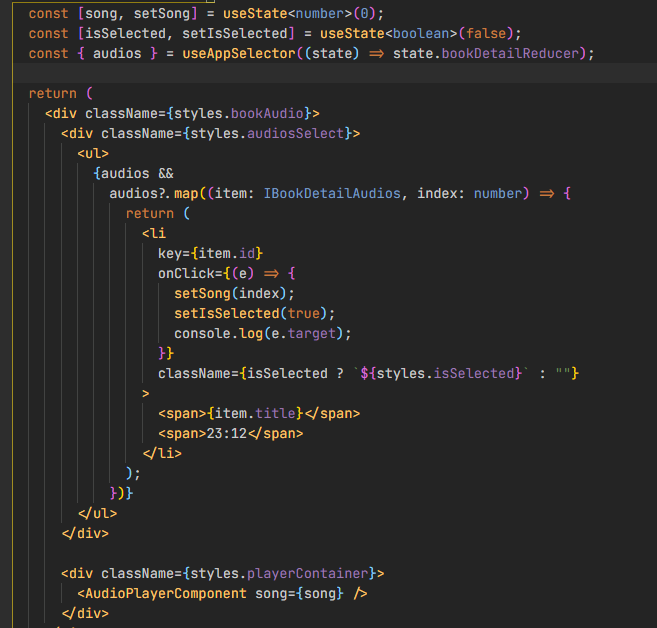 const [song, setSong] = useState<number>(0);
const [isSelected, setIsSelected] = useState<boolean>(false);
const { audios } = useAppSelector((state) => state.bookDetailReducer);
return (
<div className={styles.bookAudio}>
<div className={styles.audiosSelect}>
<ul>
{audios &&
audios?.map((item: IBookDetailAudios, index: number) => {
return (
<li
key={item.id}
onClick={(e) => {
setSong(index);
setIsSelected(true);
console.log(e.target);
}}
className={isSelected ? `${styles.isSelected}` : ""}
>
<span>{item.title}</span>
<span>23:12</span>
</li>
);
})}
</ul>
</div>
<div className={styles.playerContainer}>
<AudioPlayerComponent song={song} />
</div>